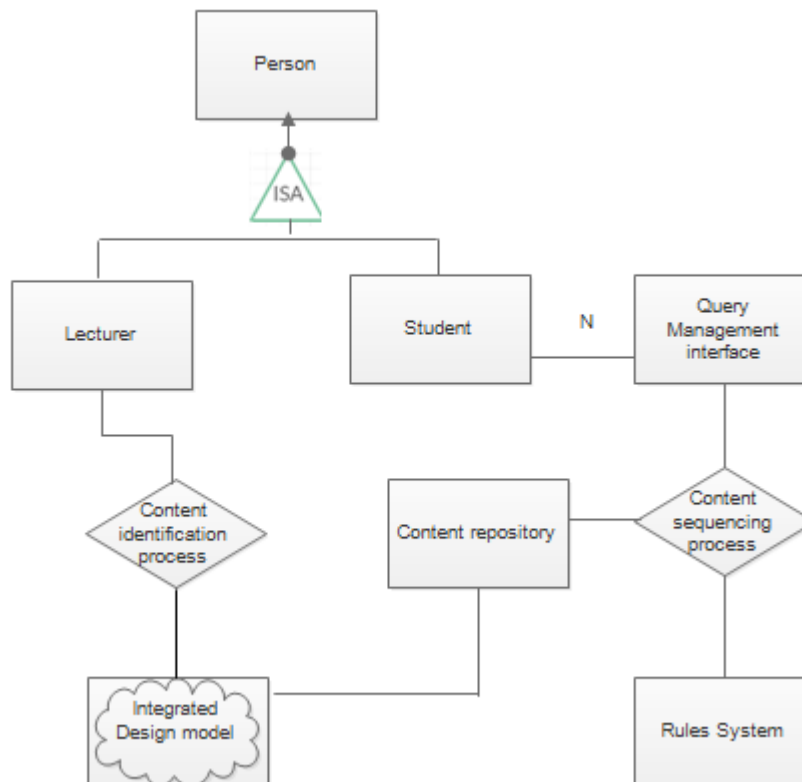 Person
ISA
Lecturer
Student
N
Query
Management
interface
Content
identification
process
Content repository
Content
sequencing
process
Integrated
Design model
Rules System